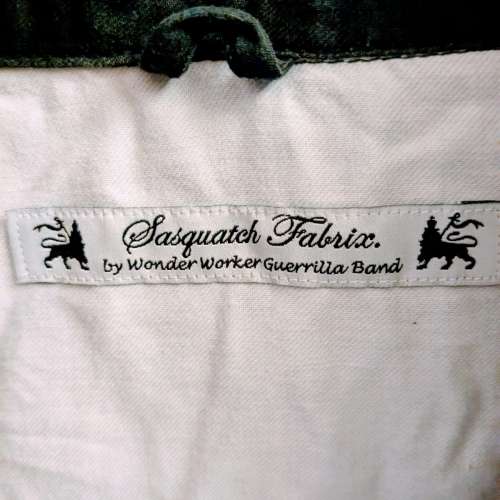 Sasquatch Fabrix.
by Wonder Worker Guerrilla Band